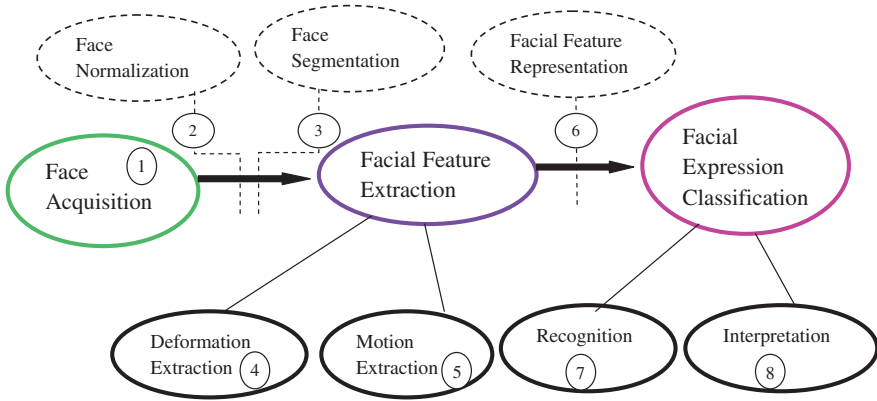 Face
Normalization
2
Face
Segmentation
3
Facial Feature
Representation
6
Face
Acquisition
1
Facial Feature
Extraction
Facial
Expression
Classification
Deformation
Extraction
4
Motion
Extraction
5
Recognition
7
Interpretation
8